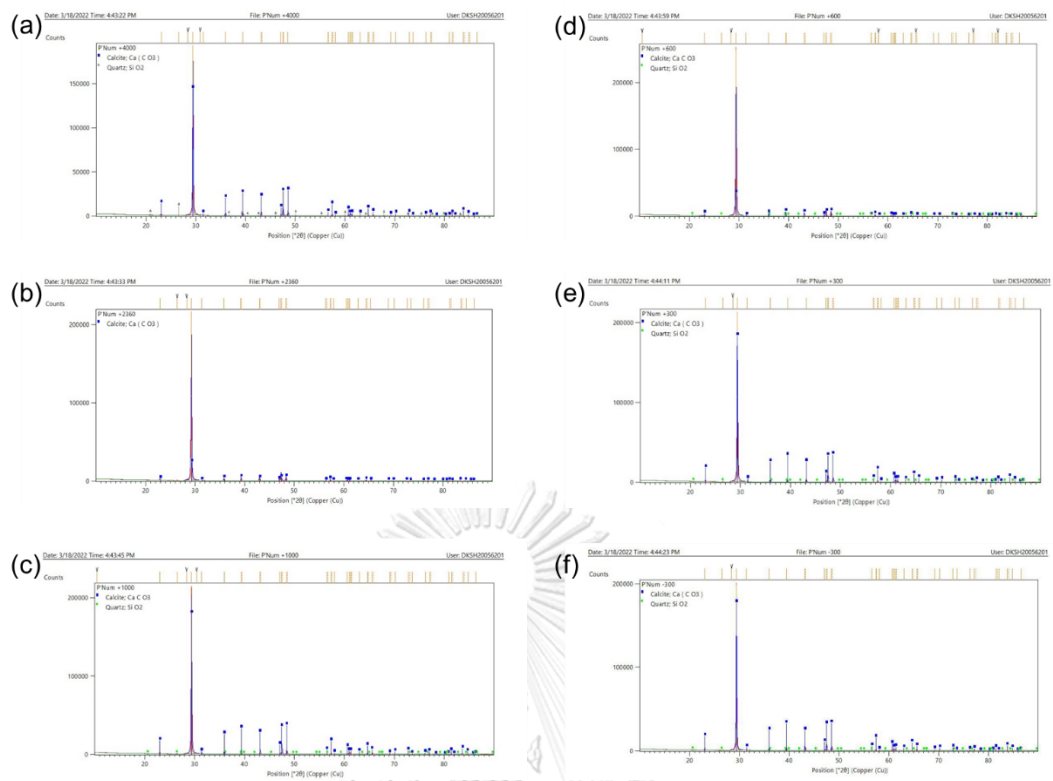 (a)
Date: 3/18/2022 Time: 4:43:22 PM File: P'Num +4000 User: DKSH20056201
Counts
P'Num +4000
Calcite; Ca ( C O3 )
Quartz; Si O2
150000
100000
50000
0
20 30 40 50 60 70 80
Position [°2θ] (Copper (Cu))
(b)
Date: 3/18/2022 Time: 4:43:33 PM File: P'Num +2360 User: DKSH20056201
Counts
P'Num +2360
Calcite; Ca ( C O3 )
200000
100000
0
20 30 40 50 60 70 80
Position [°2θ] (Copper (Cu))
(c)
Date: 3/18/2022 Time: 4:43:45 PM File: P'Num +1000 User: DKSH20056201
Counts
P'Num +1000
Calcite; Ca C O3
Quartz; Si O2
200000
100000
0
20 30 40 50 60 70 80
Position [°2θ] (Copper (Cu))
(d)
Date: 3/18/2022 Time: 4:43:59 PM File: P'Num +600 User: DKSH20056201
Counts
P'Num +600
Calcite; Ca ( C O3 )
Quartz; Si O2
200000
100000
0
20 30 40 50 60 70 80
Position [°2θ] (Copper (Cu))
(e)
Date: 3/18/2022 Time: 4:44:11 PM File: P'Num +300 User: DKSH20056201
Counts
P'Num +300
Calcite; Ca ( C O3 )
Quartz; Si O2
200000
100000
0
20 30 40 50 60 70 80
Position [°2θ] (Copper (Cu))
(f)
Date: 3/18/2022 Time: 4:44:23 PM File: P'Num -300 User: DKSH20056201
Counts
P'Num -300
Calcite; Ca ( C O3 )
Quartz; Si O2
200000
100000
0
20 30 40 50 60 70 80
Position [°2θ] (Copper (Cu))